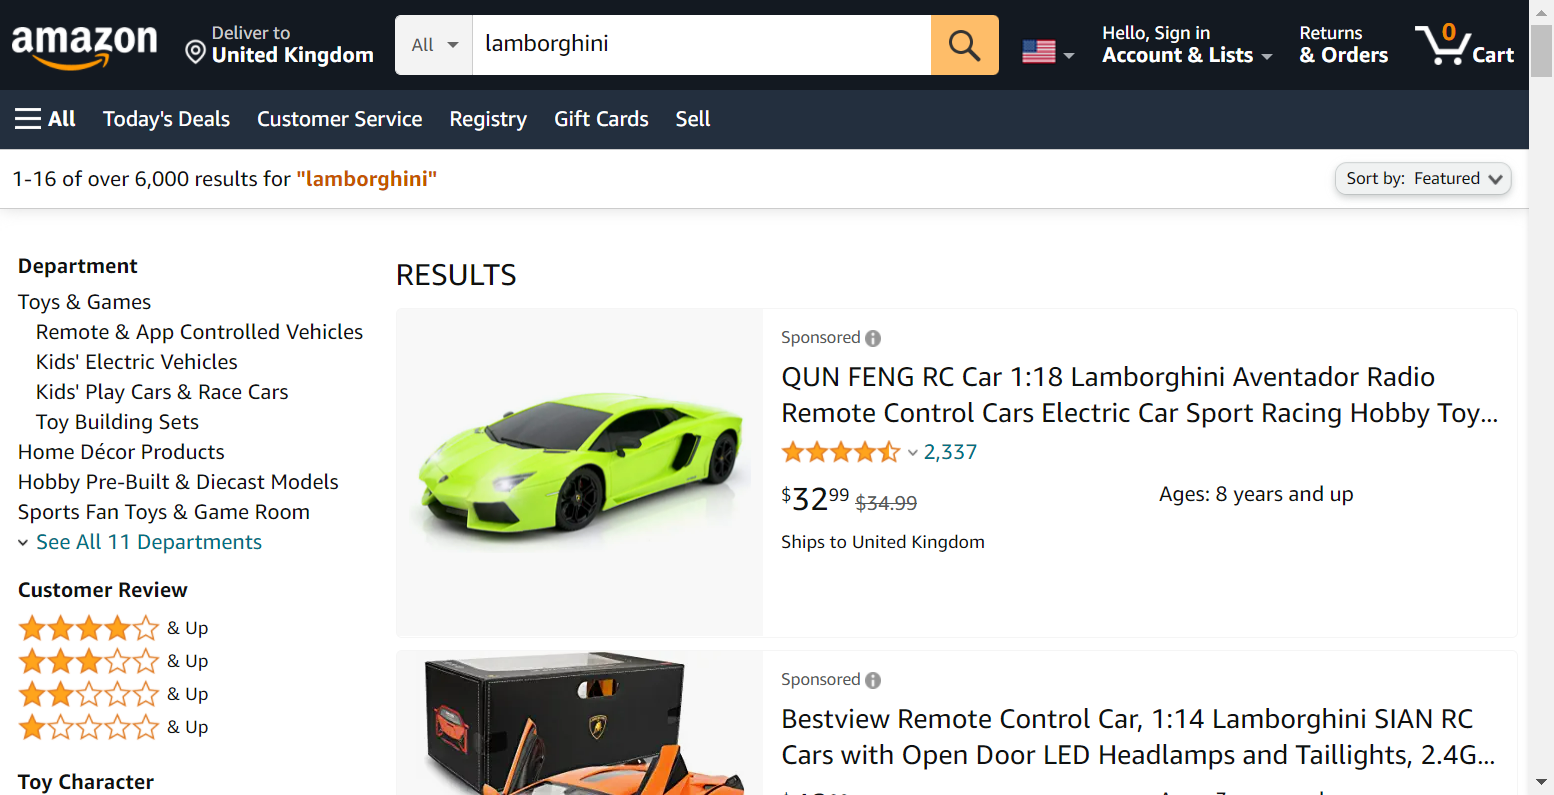 amazon
Deliver to
United Kingdom
All
lamborghini
Hello, Sign in
Account & Lists
Returns
& Orders
0
Cart
All
Today's Deals
Customer Service
Registry
Gift Cards
Sell
1-16 of over 6,000 results for "lamborghini"
Sort by: Featured
Department
Toys & Games
Remote & App Controlled Vehicles
Kids' Electric Vehicles
Kids' Play Cars & Race Cars
Toy Building Sets
Home Décor Products
Hobby Pre-Built & Diecast Models
Sports Fan Toys & Game Room
See All 11 Departments
Customer Review
& Up
& Up
& Up
& Up
Toy Character
RESULTS
Sponsored
QUN FENG RC Car 1:18 Lamborghini Aventador Radio
Remote Control Cars Electric Car Sport Racing Hobby Toy...
2,337
$3299 $34.99
Ages: 8 years and up
Ships to United Kingdom
Sponsored
Bestview Remote Control Car, 1:14 Lamborghini SIAN RC
Cars with Open Door LED Headlamps and Taillights, 2.4G...